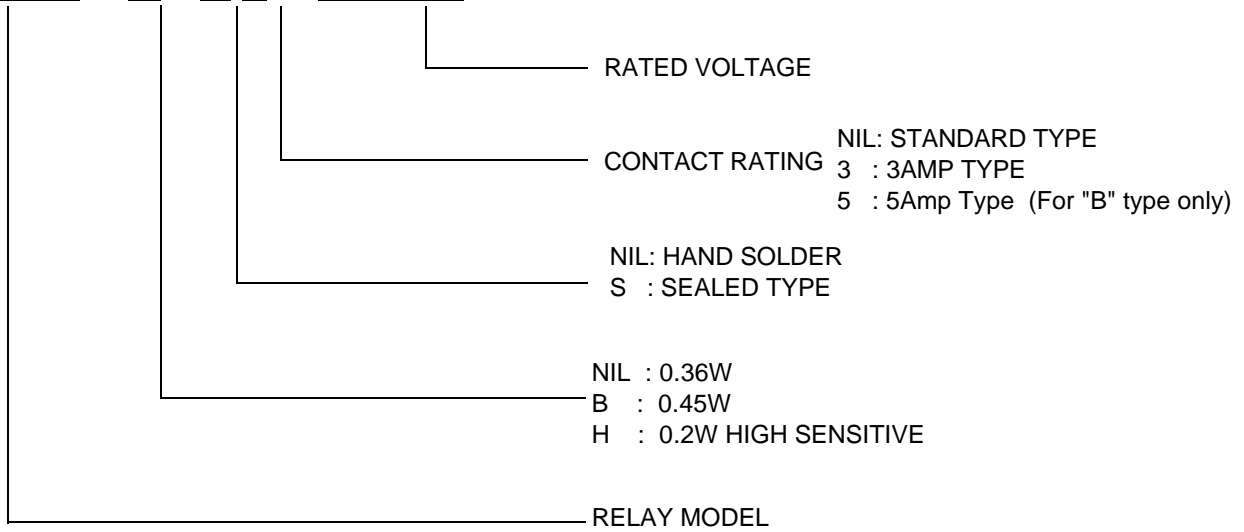 RATED VOLTAGE
CONTACT RATING
NIL: STANDARD TYPE
3 : 3AMP TYPE
5 : 5Amp Type (For "B" type only)
NIL: HAND SOLDER
S : SEALED TYPE
NIL : 0.36W
B : 0.45W
H : 0.2W HIGH SENSITIVE
RELAY MODEL